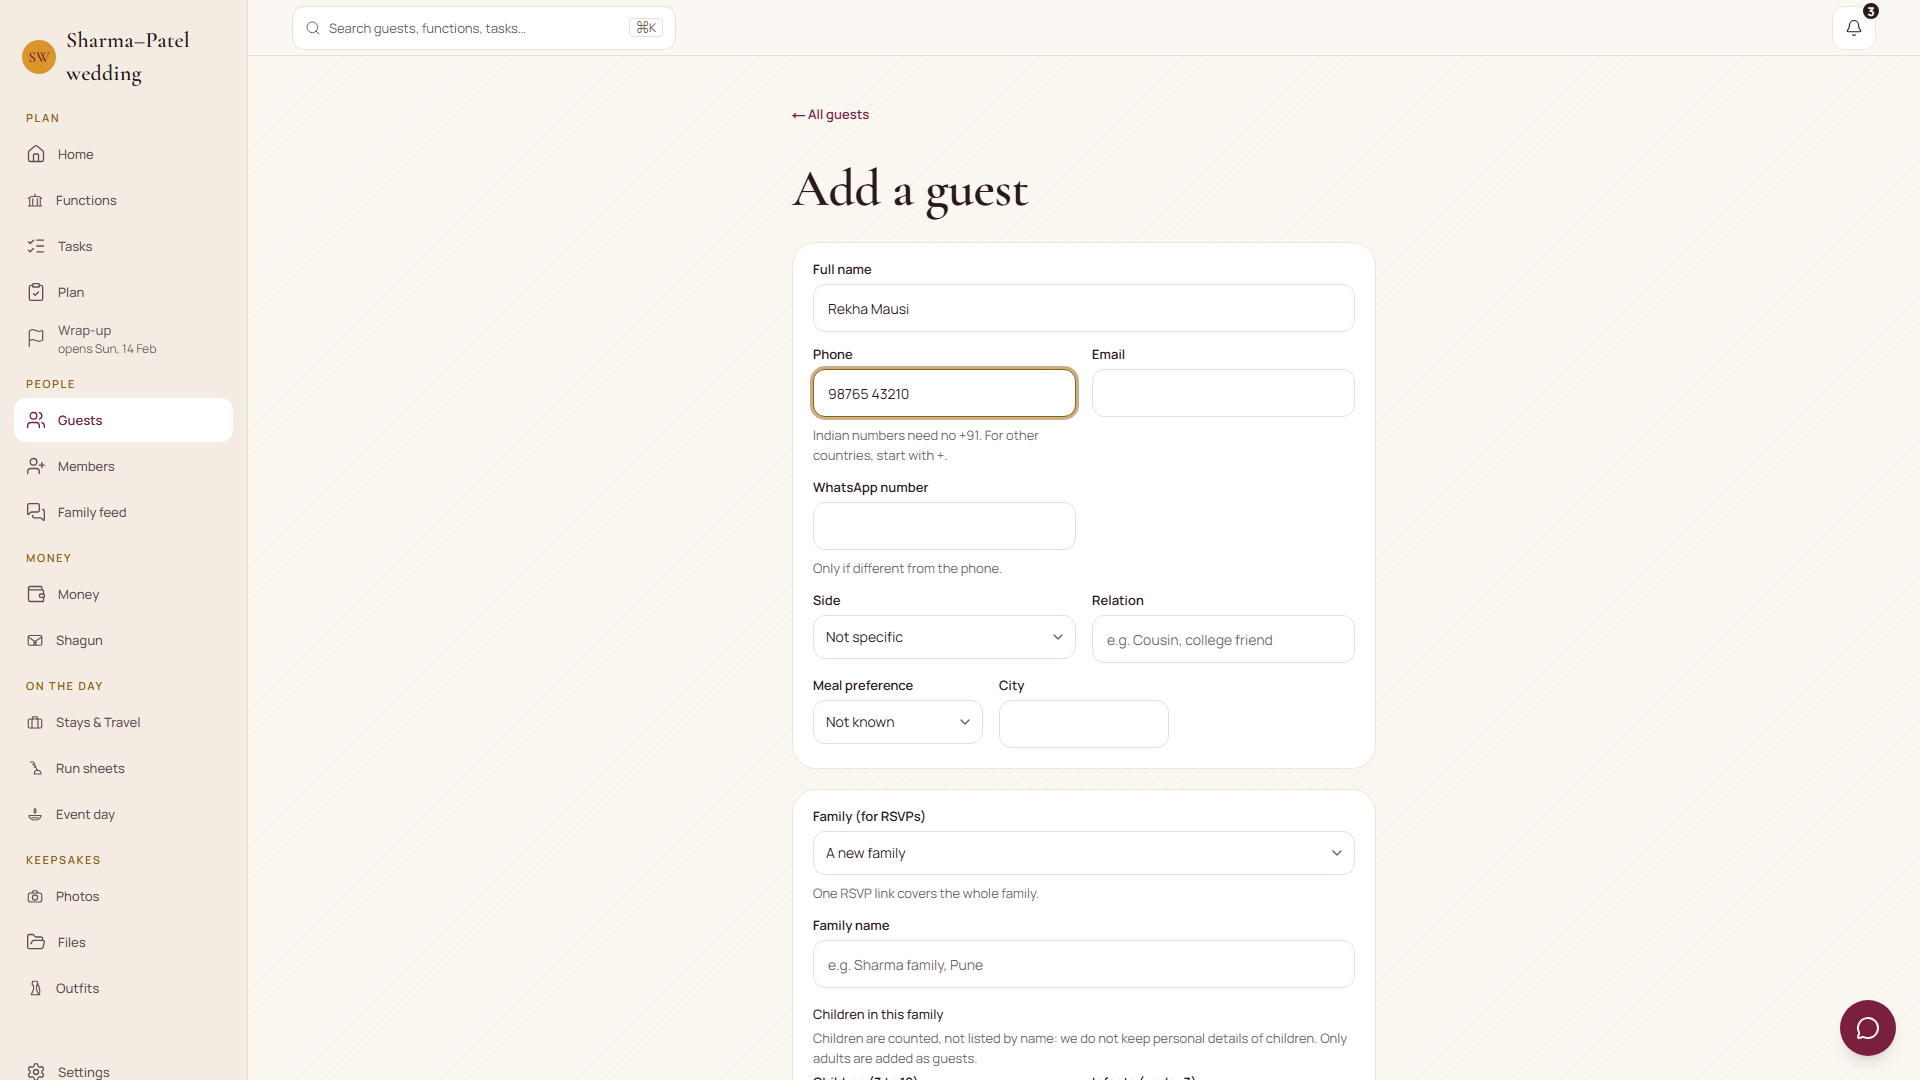 SW
Sharma–Patel
wedding
PLAN
Home
Functions
Tasks
Plan
Wrap-up
opens Sun, 14 Feb
PEOPLE
Guests
Members
Family feed
MONEY
Money
Shagun
ON THE DAY
Stays & Travel
Run sheets
Event day
KEEPSAKES
Photos
Files
Outfits
Settings
Search guests, functions, tasks...
⌘K
3
← All guests
Add a guest
Full name
Rekha Mausi
Phone
Email
98765 43210
Indian numbers need no +91. For other
countries, start with +.
WhatsApp number
Only if different from the phone.
Side
Relation
Not specific
e.g. Cousin, college friend
Meal preference
City
Not known
Family (for RSVPs)
A new family
One RSVP link covers the whole family.
Family name
e.g. Sharma family, Pune
Children in this family
Children are counted, not listed by name: we do not keep personal details of children. Only
adults are added as guests.